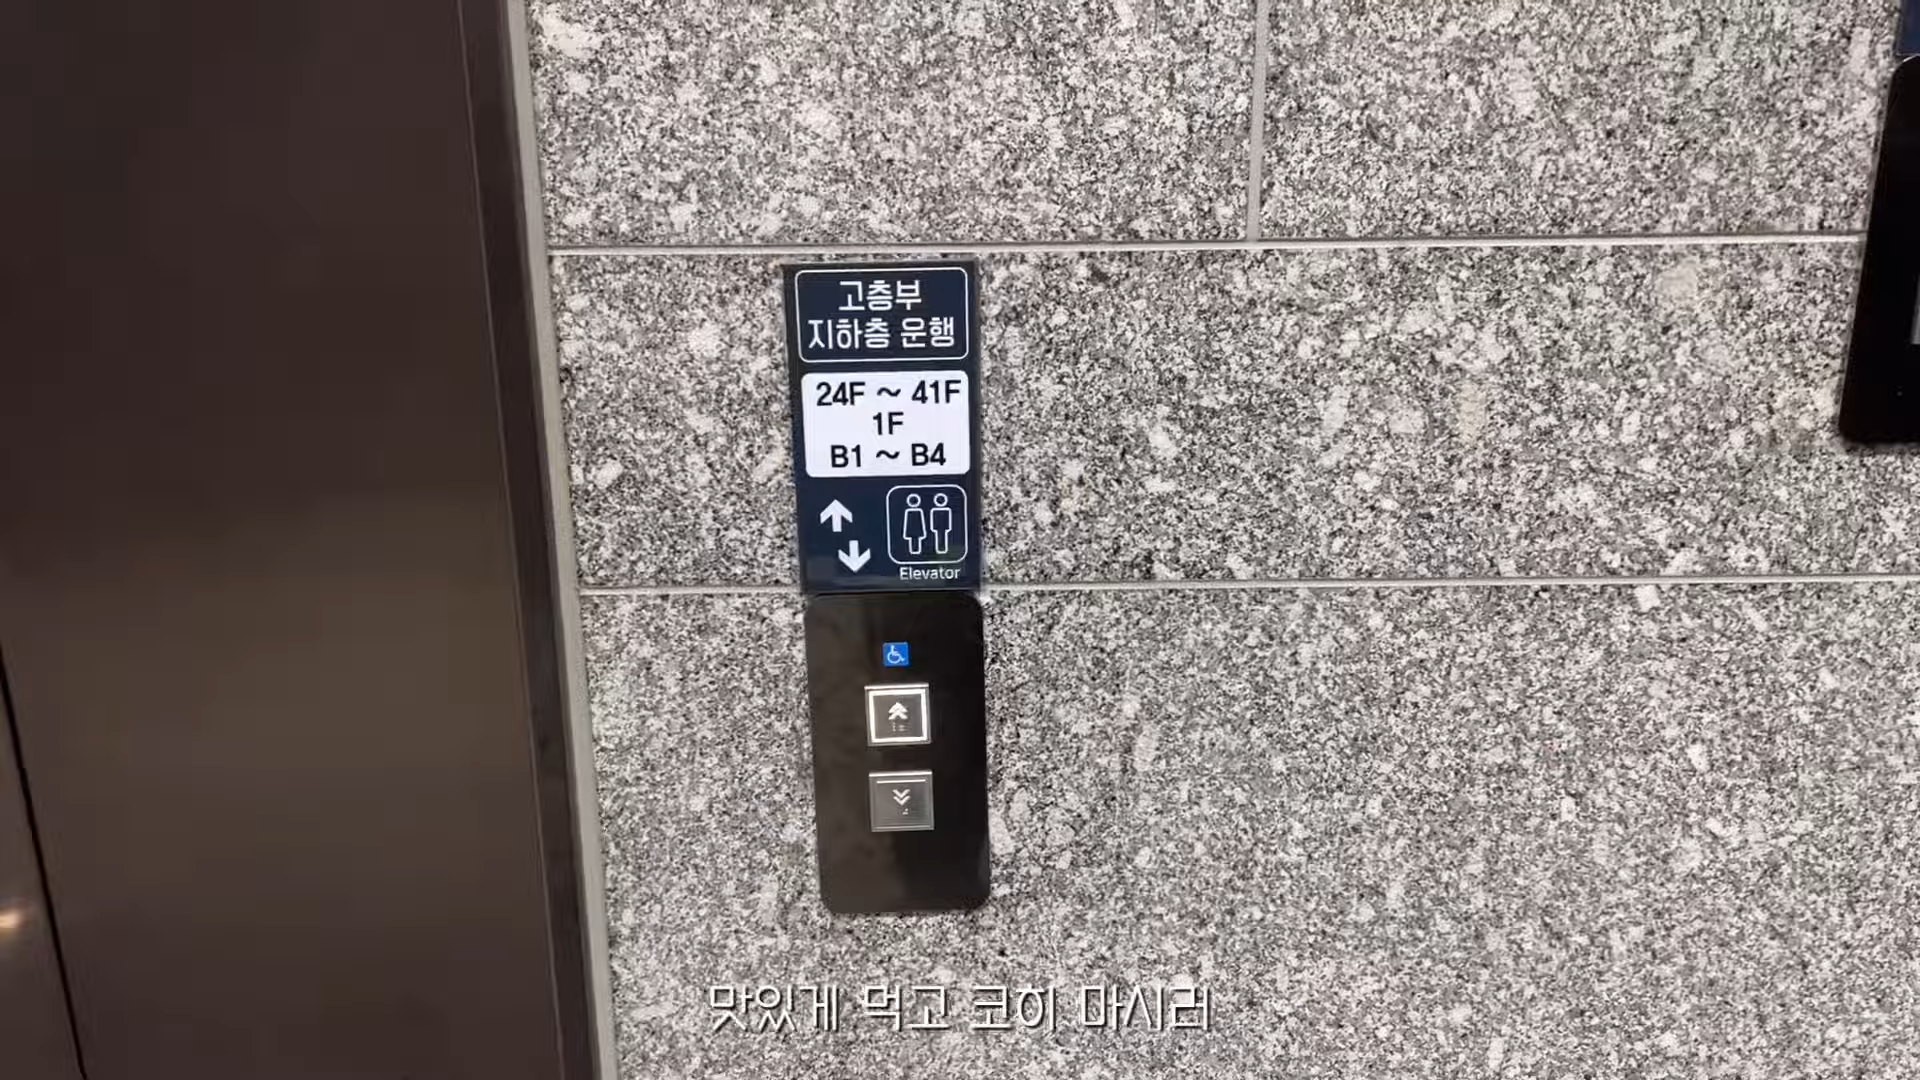 고층부
지하층 운행
24F ~ 41F
1F
B1 ~ B4
Elevator
맛있게 먹고 코히 마시러